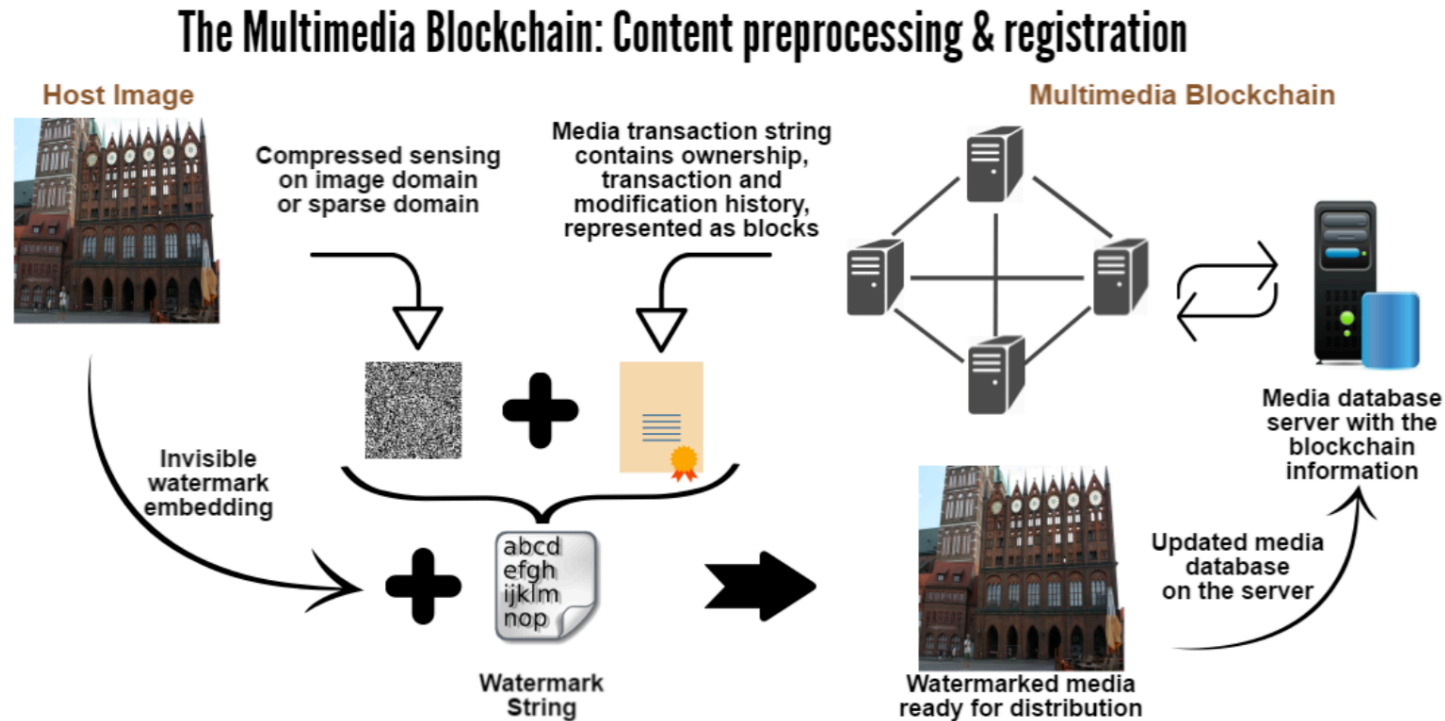 The Multimedia Blockchain: Content preprocessing & registration
Host Image
Compressed sensing
on image domain
or sparse domain
Media transaction string
contains ownership,
transaction and
modification history,
represented as blocks
Multimedia Blockchain
Media database
server with the
blockchain
information
Invisible
watermark
embedding
abcd
efgh
ijklm
nop
Watermark
String
Updated media
database
on the server
Watermarked media
ready for distribution